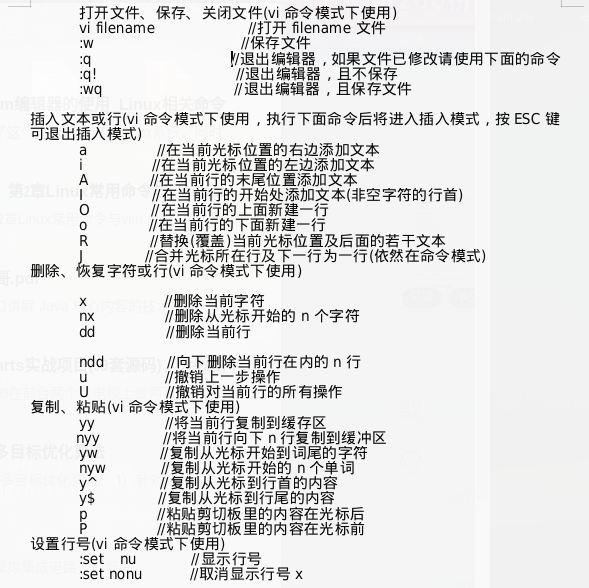 打开文件、保存、关闭文件(vi 命令模式下使用)
vi filename //打开 filename 文件
:w //保存文件
:q //退出编辑器，如果文件已修改请使用下面的命令
:q! //退出编辑器，且不保存
:wq //退出编辑器，且保存文件
插入文本或行(vi 命令模式下使用，执行下面命令后将进入插入模式，按 ESC 键
可退出插入模式)
a //在当前光标位置的右边添加文本
i //在当前光标位置的左边添加文本
A //在当前行的末尾位置添加文本
I //在当前行的开始处添加文本(非空字符的行首)
O //在当前行的上面新建一行
o //在当前行的下面新建一行
R //替换(覆盖)当前光标位置及后面的若干文本
J //合并光标所在行及下一行为一行(依然在命令模式)
删除、恢复字符或行(vi 命令模式下使用)
x //删除当前字符
nx //删除从光标开始的 n 个字符
dd //删除当前行
ndd //向下删除当前行在内的 n 行
u //撤销上一步操作
U //撤销对当前行的所有操作
复制、粘贴(vi 命令模式下使用)
yy //将当前行复制到缓存区
nyy //将当前行向下 n 行复制到缓冲区
yw //复制从光标开始到词尾的字符
nyw //复制从光标开始的 n 个单词
y^ //复制从光标到行首的内容
y$ //复制从光标到行尾的内容
p //粘贴剪切板里的内容在光标后
P //粘贴剪切板里的内容在光标前
设置行号(vi 命令模式下使用)
:set nu //显示行号
:set nonu //取消显示行号 x